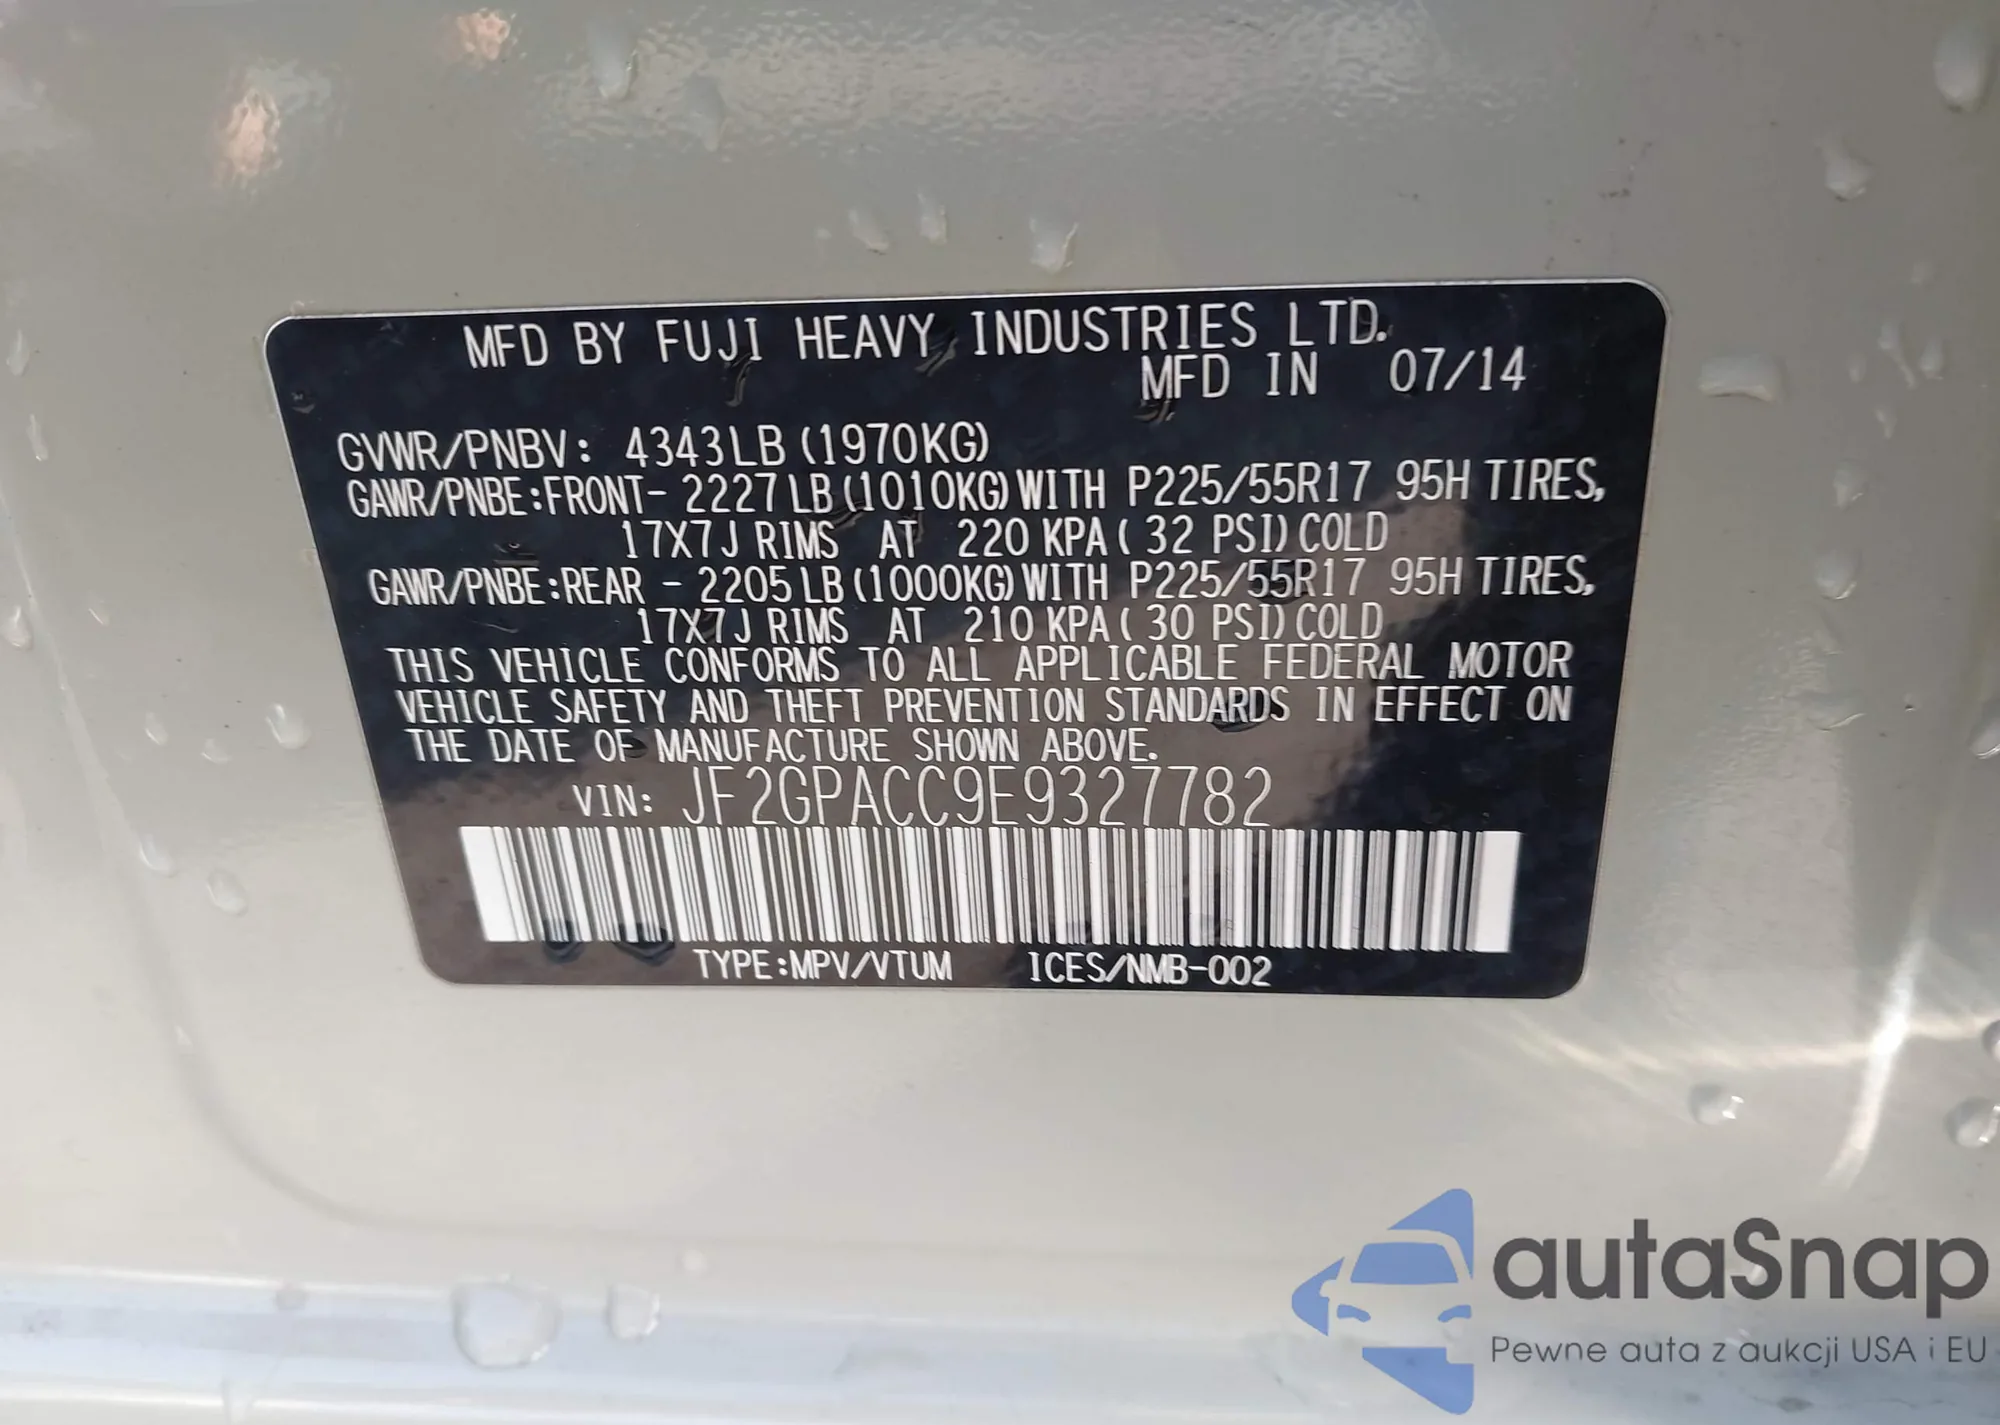 MFD BY FUJI HEAVY INDUSTRIES LTD.
MFD IN 07/14
GVWR/PNBV: 4343LB(1970KG)
GAWR/PNBE:FRONT- 2227LB(1010KG)WITH P225/55R17 95H TIRES,
17X7J RIMS AT 220 KPA( 32 PSI)COLD
GAWR/PNBE:REAR - 2205LB(1000KG)WITH P225/55R17 95H TIRES,
17X7J RIMS AT 210 KPA( 30 PSI)COLD
THIS VEHICLE CONFORMS TO ALL APPLICABLE FEDERAL MOTOR
VEHICLE SAFETY AND THEFT PREVENTION STANDARDS IN EFFECT ON
THE DATE OF MANUFACTURE SHOWN ABOVE.
VIN: JF2GPACC9E9327782
TYPE:MPV/VTUM ICES/NMB-002
autaSnap
Pewne auta z aukcji USA i EU